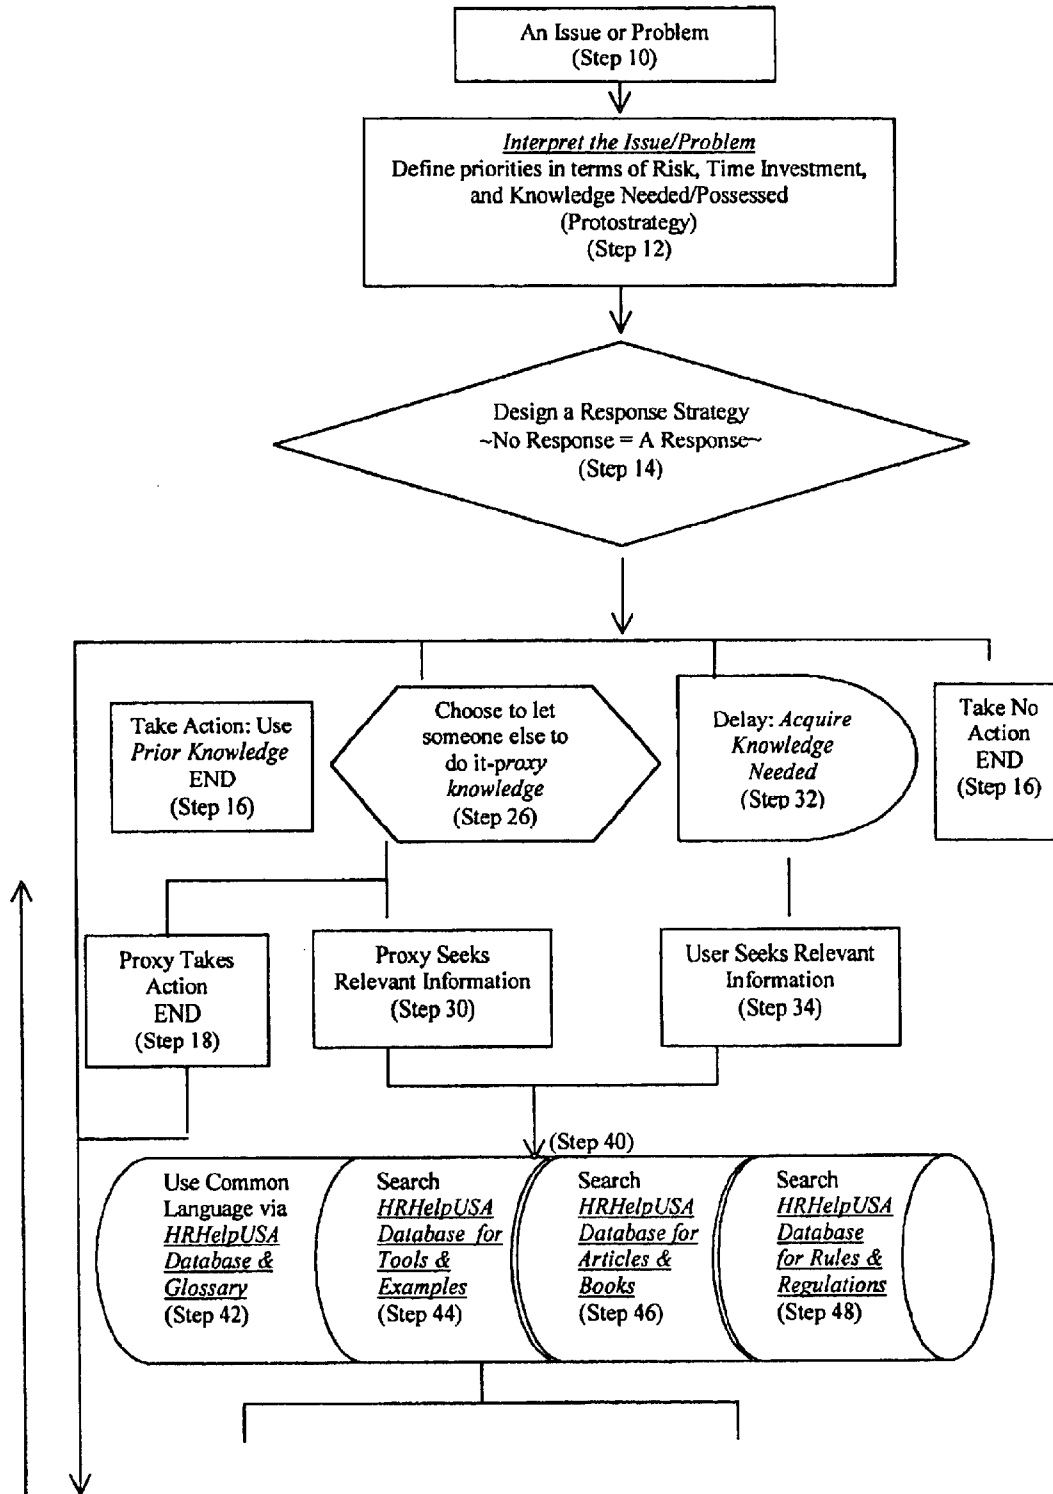 An Issue or Problem
(Step 10)
Interpret the Issue/Problem
Define priorities in terms of Risk, Time Investment,
and Knowledge Needed/Possessed
(Protostrategy)
(Step 12)
Design a Response Strategy
~No Response = A Response~
(Step 14)
Take Action: Use
Prior Knowledge
END
(Step 16)
Choose to let
someone else to
do it-proxy
knowledge
(Step 26)
Delay: Acquire
Knowledge
Needed
(Step 32)
Take No
Action
END
(Step 16)
Proxy Takes
Action
END
(Step 18)
Proxy Seeks
Relevant Information
(Step 30)
User Seeks Relevant
Information
(Step 34)
(Step 40)
Use Common
Language via
HRHelpUSA
Database &
Glossary
(Step 42)
Search
HRHelpUSA
Database for
Tools &
Examples
(Step 44)
Search
HRHelpUSA
Database for
Articles &
Books
(Step 46)
Search
HRHelpUSA
Database
for Rules &
Regulations
(Step 48)